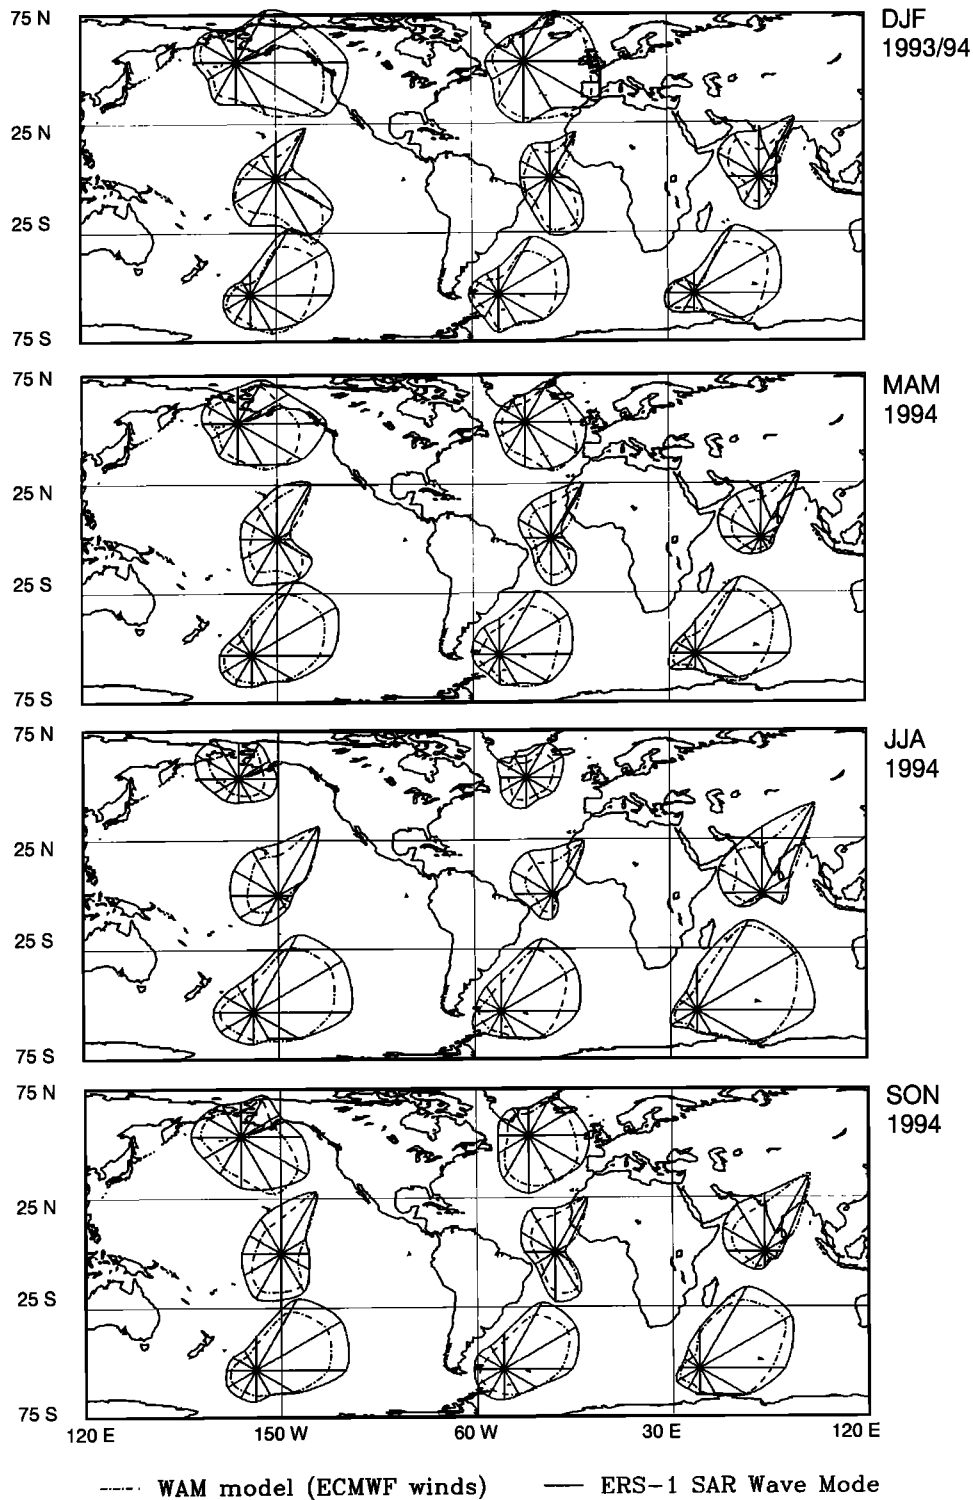 75 N
25 N
25 S
75 S
DJF
1993/94
75 N
25 N
25 S
75 S
MAM
1994
75 N
25 N
25 S
75 S
JJA
1994
75 N
25 N
25 S
75 S
SON
1994
120 E
150 W
60 W
30 E
120 E
WAM model (ECMWF winds)
ERS-1 SAR Wave Mode